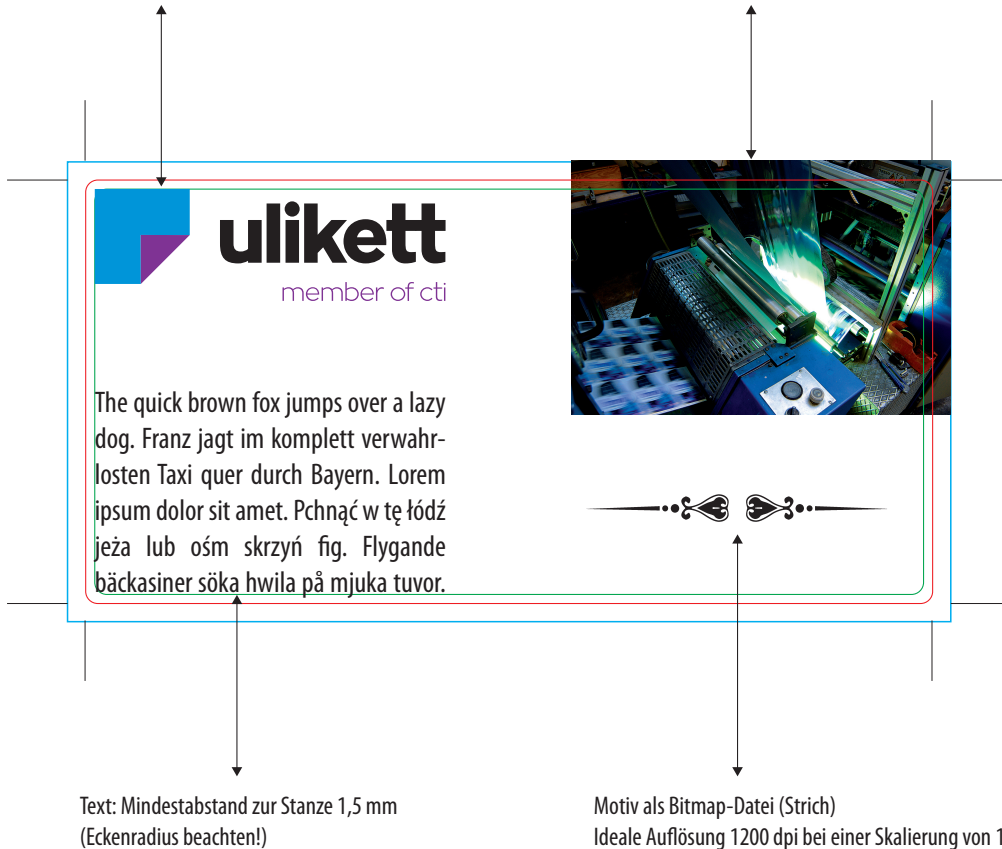 ulikett
member of cti
The quick brown fox jumps over a lazy
dog. Franz jagt im komplett verwahr-
losten Taxi quer durch Bayern. Lorem
ipsum dolor sit amet. Pchnąć w tę łódź
jeża lub ośm skrzyń fig. Flygande
bäckasiner söka hwila på mjuka tuvor.
Text: Mindestabstand zur Stanze 1,5 mm
(Eckenradius beachten!)
Motiv als Bitmap-Datei (Strich)
Ideale Auflösung 1200 dpi bei einer Skalierung von 1